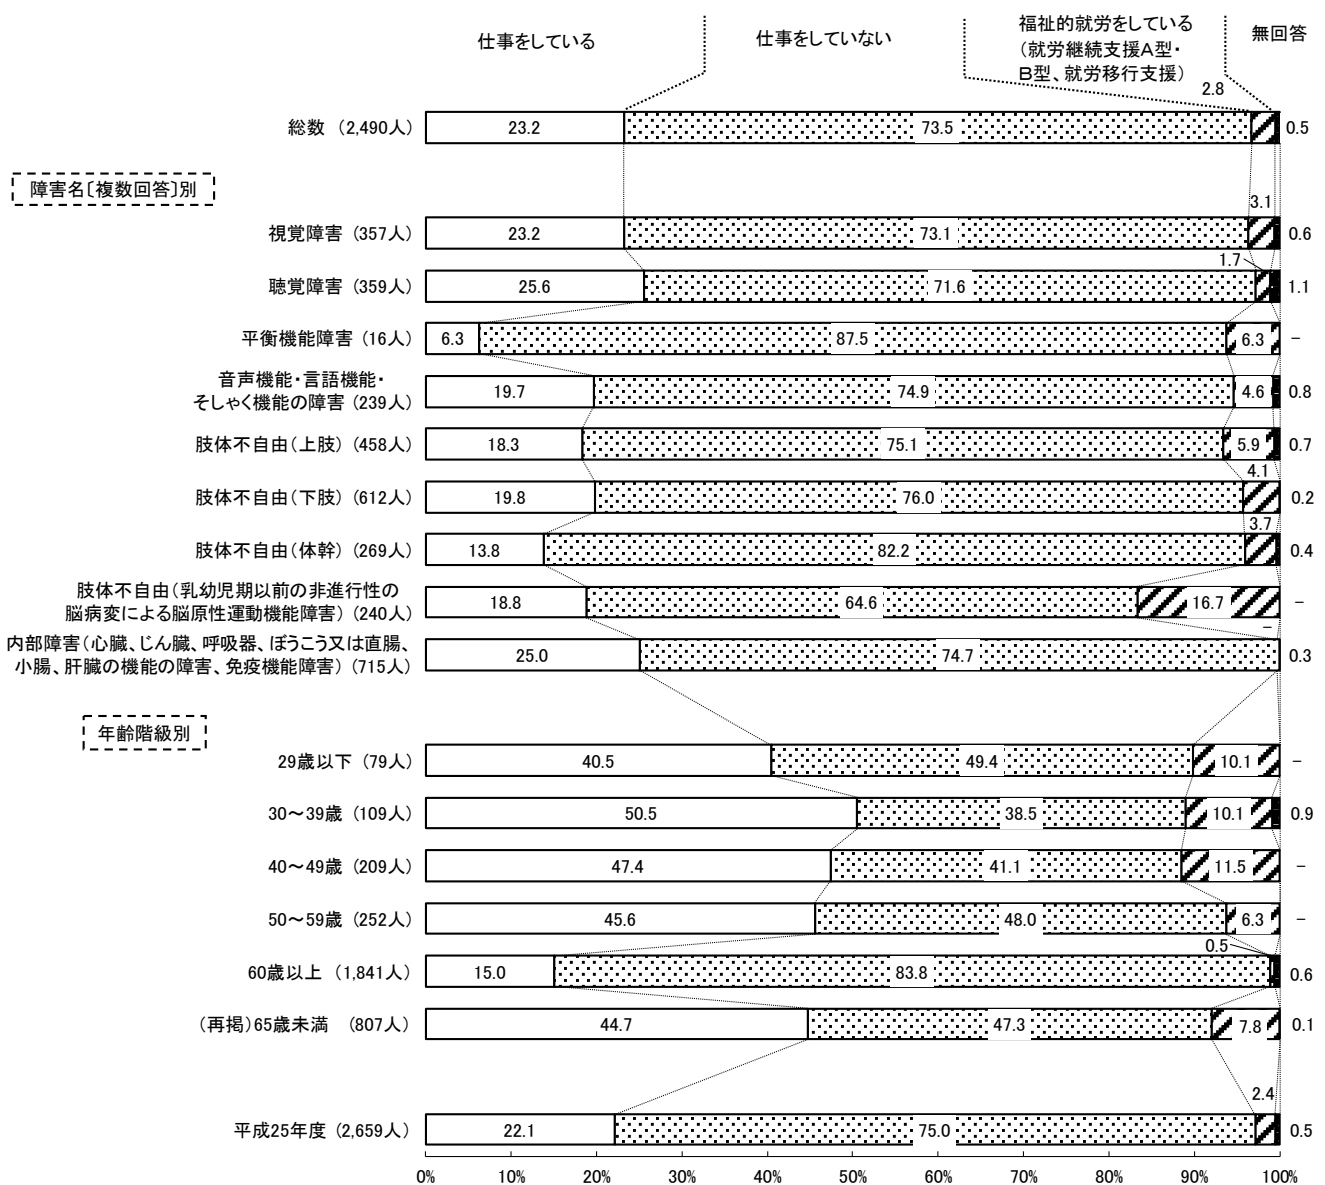 仕事をしている
仕事をしていない
福祉的就労をしている
（就労継続支援A型・
B型、就労移行支援）
無回答
2.8
総数 （2,490人） 23.2 73.5 0.5
障害名〔複数回答〕別
3.1
視覚障害 （357人） 23.2 73.1 0.6
1.7
聴覚障害 （359人） 25.6 71.6 1.1
平衡機能障害 （16人） 6.3 87.5 6.3 -
音声機能・言語機能・
そしゃく機能の障害 （239人） 19.7 74.9 4.6 0.8
肢体不自由（上肢） （458人） 18.3 75.1 5.9 0.7
4.1
肢体不自由（下肢） （612人） 19.8 76.0 0.2
3.7
肢体不自由（体幹） （269人） 13.8 82.2 0.4
肢体不自由（乳幼児期以前の非進行性の
脳病変による脳原性運動機能障害） （240人） 18.8 64.6 16.7 -
-
内部障害（心臓、じん臓、呼吸器、ぼうこう又は直腸、
小腸、肝臓の機能の障害、免疫機能障害） （715人） 25.0 74.7 0.3
年齢階級別
29歳以下 （79人） 40.5 49.4 10.1 -
30～39歳 （109人） 50.5 38.5 10.1 0.9
40～49歳 （209人） 47.4 41.1 11.5 -
50～59歳 （252人） 45.6 48.0 6.3 -
0.5
60歳以上 （1,841人） 15.0 83.8 0.6
（再掲）65歳未満 （807人） 44.7 47.3 7.8 0.1
2.4
平成25年度 （2,659人） 22.1 75.0 0.5
0% 10% 20% 30% 40% 50% 60% 70% 80% 90% 100%